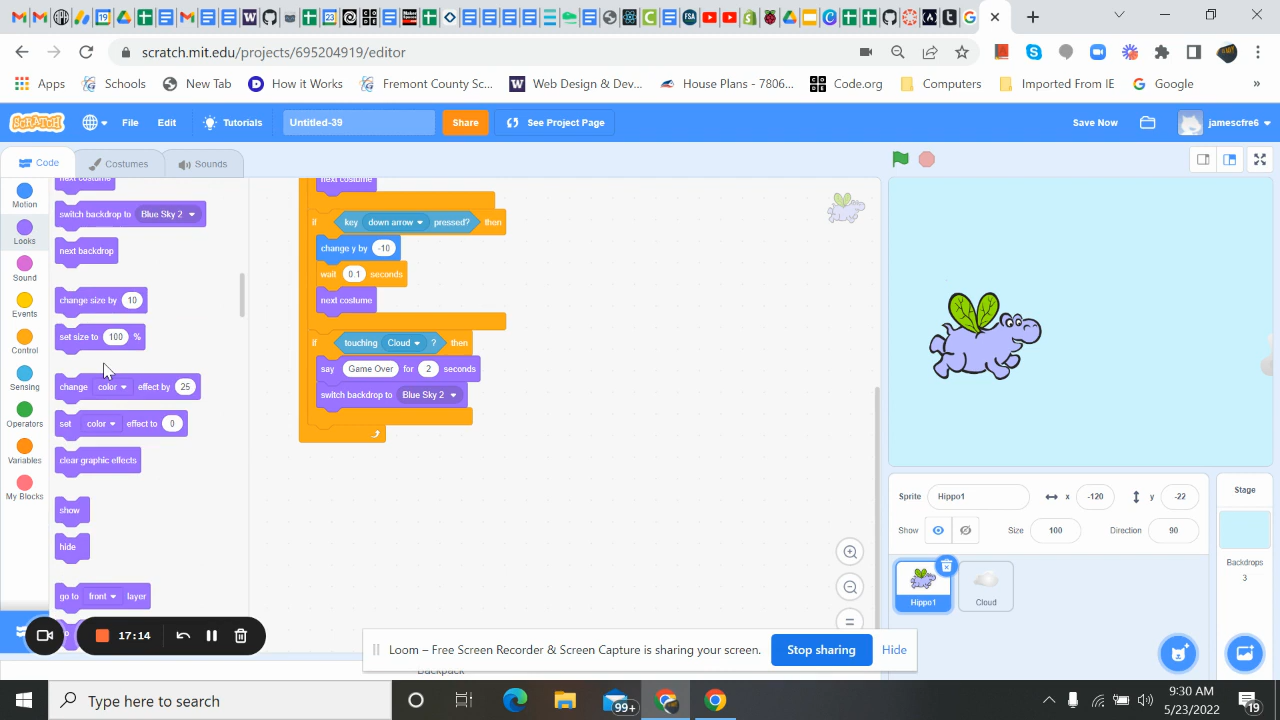 scratch.mit.edu/projects/695204919/editor
Apps Schools New Tab How it Works Fremont County Sc... Web Design & Dev... House Plans - 7806... Code.org Computers Imported From IE Google »
SCRATCH File Edit Tutorials Untitled-39 Share See Project Page Save Now jamescfre6
Code Costumes Sounds
Motion
Looks
Sound
Events
Control
Sensing
Operators
Variables
My Blocks
next costume
switch backdrop to Blue Sky 2
next backdrop
change size by 10
set size to 100 %
change color effect by 25
set color effect to 0
clear graphic effects
show
hide
go to front layer
next costume
if key down arrow pressed? then
change y by -10
wait 0.1 seconds
next costume
if touching Cloud ? then
say Game Over for 2 seconds
switch backdrop to Blue Sky 2
Sprite Hippo1 x -120 y -22
Show Size 100 Direction 90
Hippo1 Cloud
Stage
Backdrops
3
17:14
Loom – Free Screen Recorder & Screen Capture is sharing your screen. Stop sharing Hide
Backpack
Type here to search
99+
9:30 AM
5/23/2022
19